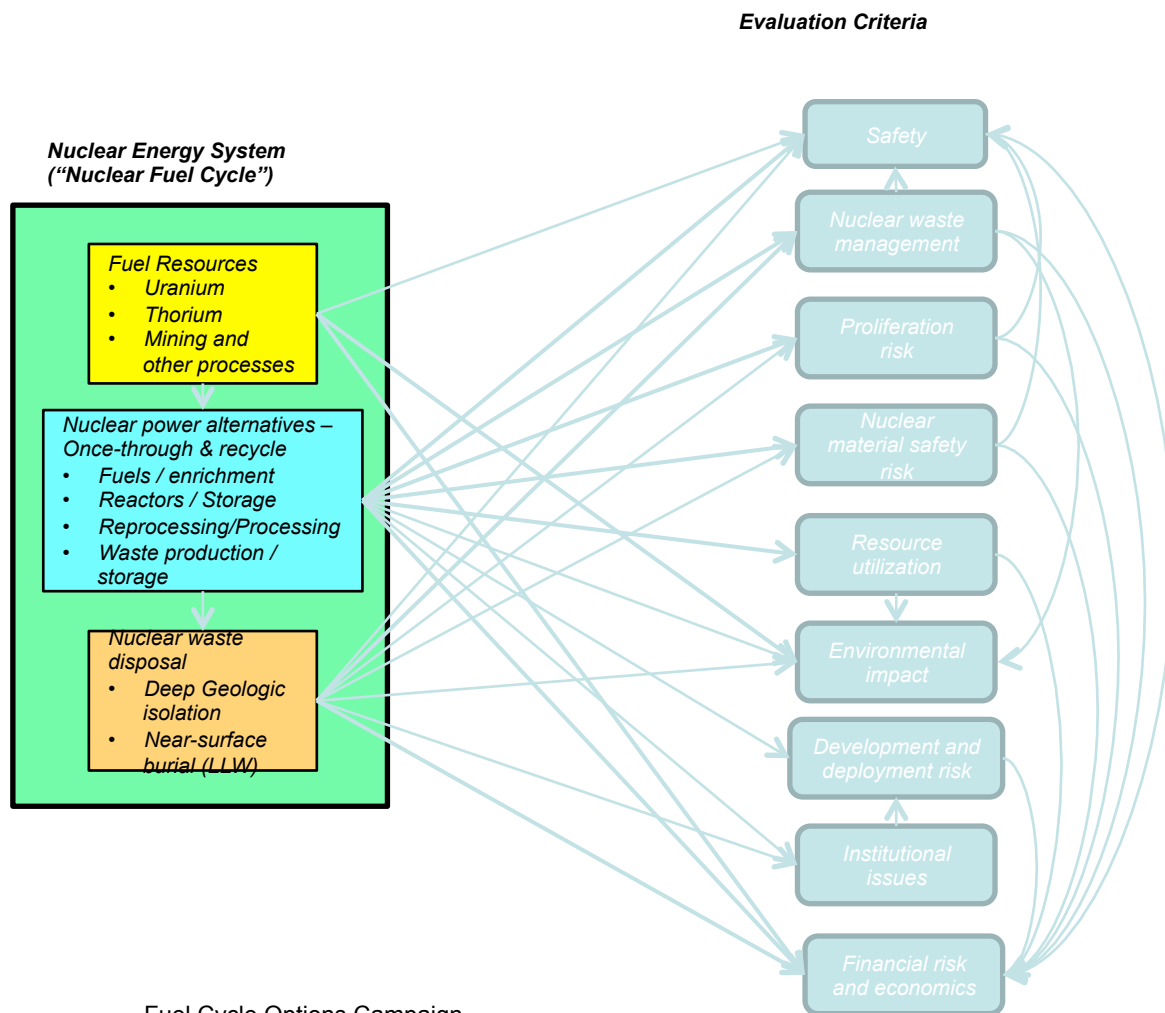 Evaluation Criteria
Nuclear Energy System
(“Nuclear Fuel Cycle”)
Fuel Resources
• Uranium
• Thorium
• Mining and
other processes
Nuclear power alternatives –
Once-through & recycle
• Fuels / enrichment
• Reactors / Storage
• Reprocessing/Processing
• Waste production /
storage
Nuclear waste
disposal
• Deep Geologic
isolation
• Near-surface
burial (LLW)
Safety
Nuclear waste
management
Proliferation
risk
Nuclear
material safety
risk
Resource
utilization
Environmental
impact
Development and
deployment risk
Institutional
issues
Financial risk
and economics
Fuel Cycle Options Campaign